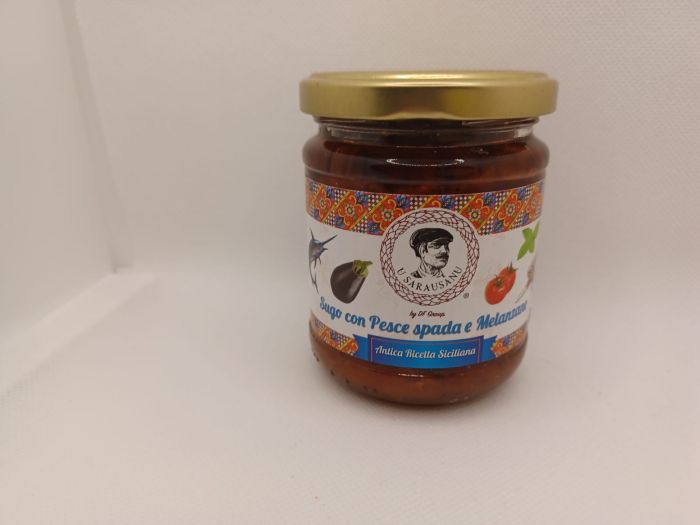 U SARAUSANU
®
by DF Group
Sugo con Pesce spada e Melanzane
Antica Ricetta Siciliana